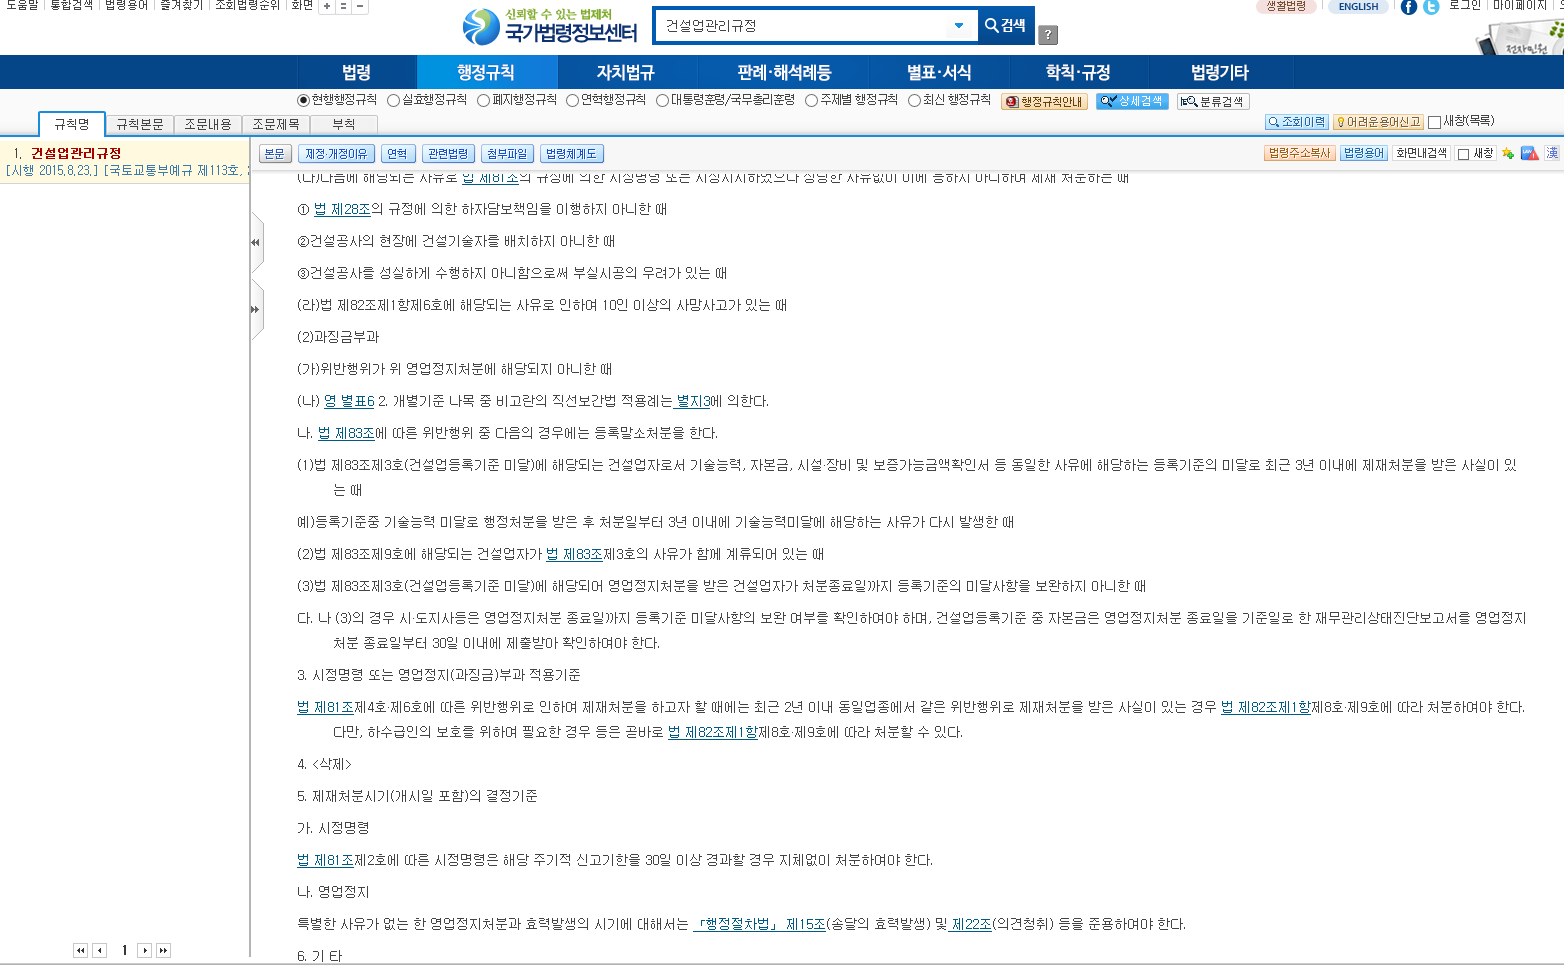 도움말 통합검색 법령용어 즐겨찾기 조회법령순위 화면
생활법령 ENGLISH 로그인 마이페이지
신뢰할 수 있는 법제처
국가법령정보센터
건설업관리규정
검색
?
전자민원
법령 행정규칙 자치법규 판례·해석례등 별표·서식 학칙·규정 법령기타
현행행정규칙 실효행정규칙 폐지행정규칙 연혁행정규칙 대통령훈령/국무총리훈령 주제별 행정규칙 최신 행정규칙 행정규칙안내 상세검색 분류검색
규칙명 규칙본문 조문내용 조문제목 부칙
조회이력 어려운용어신고 새창(목록)
1. 건설업관리규정
[시행 2015.8.23.] [국토교통부예규 제113호,
본문 제정·개정이유 연혁 관련법령 첨부파일 법령체계도
법령주소복사 법령용어 화면내검색 새창 漢
(다)다음에 해당되는 사유로 법 제81조의 규정에 의한 시정명령 또는 시정지시하였으나 정당한 사유없이 이에 응하지 아니하여 제재 처분하는 때
① 법 제28조의 규정에 의한 하자담보책임을 이행하지 아니한 때
②건설공사의 현장에 건설기술자를 배치하지 아니한 때
③건설공사를 성실하게 수행하지 아니함으로써 부실시공의 우려가 있는 때
(라)법 제82조제1항제6호에 해당되는 사유로 인하여 10인 이상의 사망사고가 있는 때
(2)과징금부과
(가)위반행위가 위 영업정지처분에 해당되지 아니한 때
(나) 영 별표6 2. 개별기준 나목 중 비고란의 직선보간법 적용례는 별지3에 의한다.
나. 법 제83조에 따른 위반행위 중 다음의 경우에는 등록말소처분을 한다.
(1)법 제83조제3호(건설업등록기준 미달)에 해당되는 건설업자로서 기술능력, 자본금, 시설·장비 및 보증가능금액확인서 등 동일한 사유에 해당하는 등록기준의 미달로 최근 3년 이내에 제재처분을 받은 사실이 있
는 때
예)등록기준중 기술능력 미달로 행정처분을 받은 후 처분일부터 3년 이내에 기술능력미달에 해당하는 사유가 다시 발생한 때
(2)법 제83조제9호에 해당되는 건설업자가 법 제83조제3호의 사유가 함께 계류되어 있는 때
(3)법 제83조제3호(건설업등록기준 미달)에 해당되어 영업정지처분을 받은 건설업자가 처분종료일까지 등록기준의 미달사항을 보완하지 아니한 때
다. 나 (3)의 경우 시·도지사등은 영업정지처분 종료일까지 등록기준 미달사항의 보완 여부를 확인하여야 하며, 건설업등록기준 중 자본금은 영업정지처분 종료일을 기준일로 한 재무관리상태진단보고서를 영업정지
처분 종료일부터 30일 이내에 제출받아 확인하여야 한다.
3. 시정명령 또는 영업정지(과징금)부과 적용기준
법 제81조제4호·제6호에 따른 위반행위로 인하여 제재처분을 하고자 할 때에는 최근 2년 이내 동일업종에서 같은 위반행위로 제재처분을 받은 사실이 있는 경우 법 제82조제1항제8호·제9호에 따라 처분하여야 한다.
다만, 하수급인의 보호를 위하여 필요한 경우 등은 곧바로 법 제82조제1항제8호·제9호에 따라 처분할 수 있다.
4. <삭제>
5. 제재처분시기(개시일 포함)의 결정기준
가. 시정명령
법 제81조제2호에 따른 시정명령은 해당 주기적 신고기한을 30일 이상 경과할 경우 지체없이 처분하여야 한다.
나. 영업정지
특별한 사유가 없는 한 영업정지처분과 효력발생의 시기에 대해서는 「행정절차법」 제15조(송달의 효력발생) 및 제22조(의견청취) 등을 준용하여야 한다.
6. 기 타
1